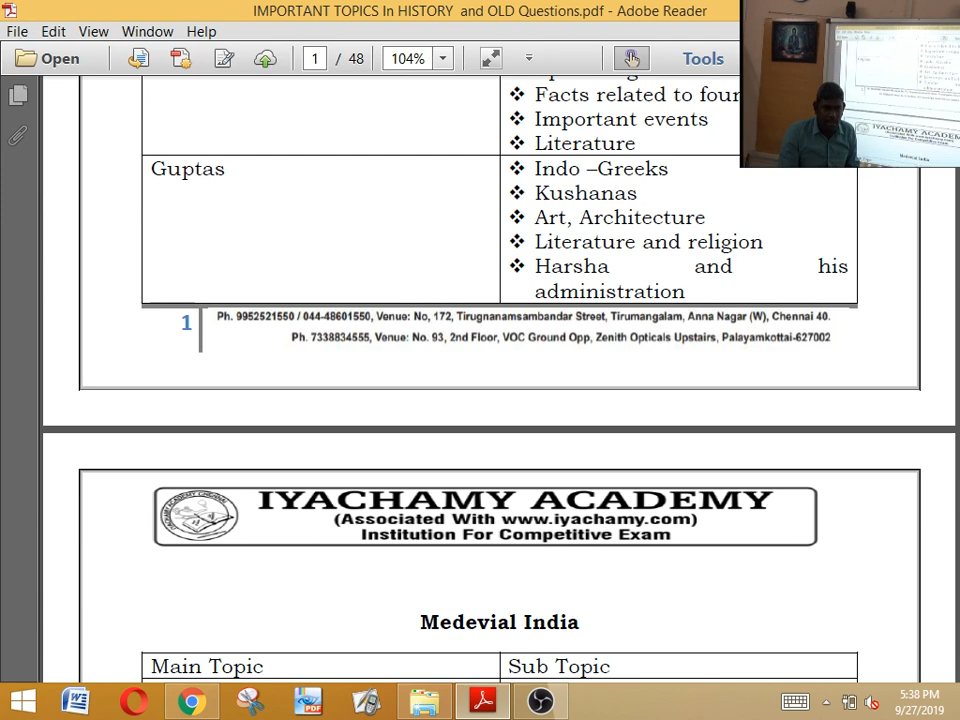 IMPORTANT TOPICS In HISTORY and OLD Questions.pdf - Adobe Reader
File Edit View Window Help
Open 1 / 48 104% Tools
❖ Facts related to four
❖ Important events
❖ Literature
Guptas
❖ Indo –Greeks
❖ Kushanas
❖ Art, Architecture
❖ Literature and religion
❖ Harsha and his
administration
1
Ph. 9952521550 / 044-48601550, Venue: No, 172, Tirugnanamsambandar Street, Tirumangalam, Anna Nagar (W), Chennai 40.
Ph. 7338834555, Venue: No. 93, 2nd Floor, VOC Ground Opp, Zenith Opticals Upstairs, Palayamkottai-627002
IYACHAMY ACADEMY
(Associated With www.iyachamy.com)
Institution For Competitive Exam
Medevial India
Main Topic Sub Topic
IYACHAMY ACADEMY
Medevial India
5:38 PM
9/27/2019